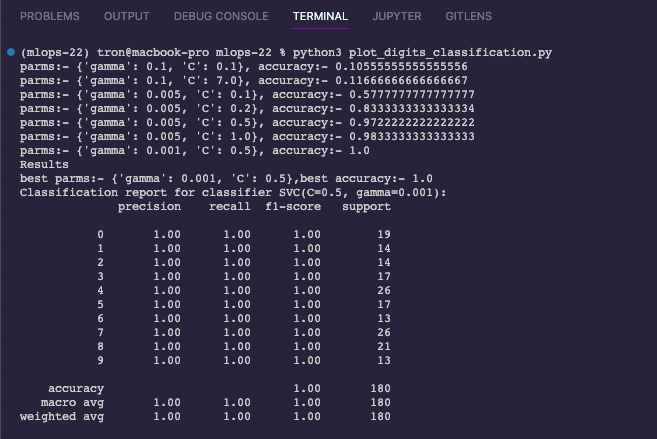 PROBLEMS OUTPUT DEBUG CONSOLE TERMINAL JUPYTER GITLENS
(mlops-22) tron@macbook-pro mlops-22 % python3 plot_digits_classification.py
parms:- {'gamma': 0.1, 'C': 0.1}, accuracy:- 0.10555555555555556
parms:- {'gamma': 0.1, 'C': 7.0}, accuracy:- 0.11666666666666667
parms:- {'gamma': 0.005, 'C': 0.1}, accuracy:- 0.5777777777777777
parms:- {'gamma': 0.005, 'C': 0.2}, accuracy:- 0.8333333333333334
parms:- {'gamma': 0.005, 'C': 0.5}, accuracy:- 0.9722222222222222
parms:- {'gamma': 0.005, 'C': 1.0}, accuracy:- 0.9833333333333333
parms:- {'gamma': 0.001, 'C': 0.5}, accuracy:- 1.0
Results
best parms:- {'gamma': 0.001, 'C': 0.5},best accuracy:- 1.0
Classification report for classifier SVC(C=0.5, gamma=0.001):
precision recall f1-score support
0 1.00 1.00 1.00 19
1 1.00 1.00 1.00 14
2 1.00 1.00 1.00 14
3 1.00 1.00 1.00 17
4 1.00 1.00 1.00 26
5 1.00 1.00 1.00 17
6 1.00 1.00 1.00 13
7 1.00 1.00 1.00 26
8 1.00 1.00 1.00 21
9 1.00 1.00 1.00 13
accuracy 1.00 180
macro avg 1.00 1.00 1.00 180
weighted avg 1.00 1.00 1.00 180